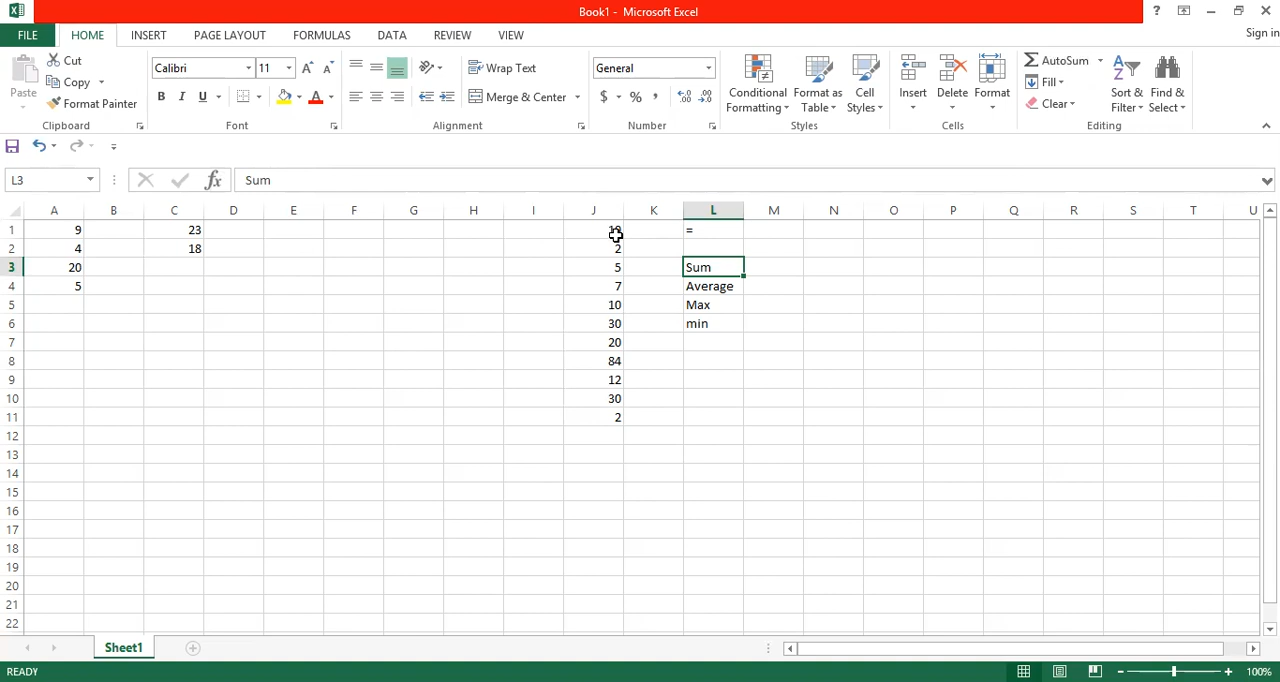 Book1 - Microsoft Excel
?
FILE HOME INSERT PAGE LAYOUT FORMULAS DATA REVIEW VIEW Sign in
Paste Cut Copy Format Painter
Clipboard
Calibri 11
B I U
Font
Wrap Text
Merge & Center
Alignment
General
$ % ,
Number
Conditional Formatting
Format as Table
Cell Styles
Styles
Insert Delete Format
Cells
AutoSum
Fill
Clear
Sort & Filter
Find & Select
Editing
L3 fx Sum
A B C D E F G H I J K L M N O P Q R S T U
1 9 23 =
2 4 18 2
3 20 5 Sum
4 5 7 Average
5 10 Max
6 30 min
7 20
8 84
9 12
10 30
11 2
12
13
14
15
16
17
18
19
20
21
22
Sheet1
READY 100%